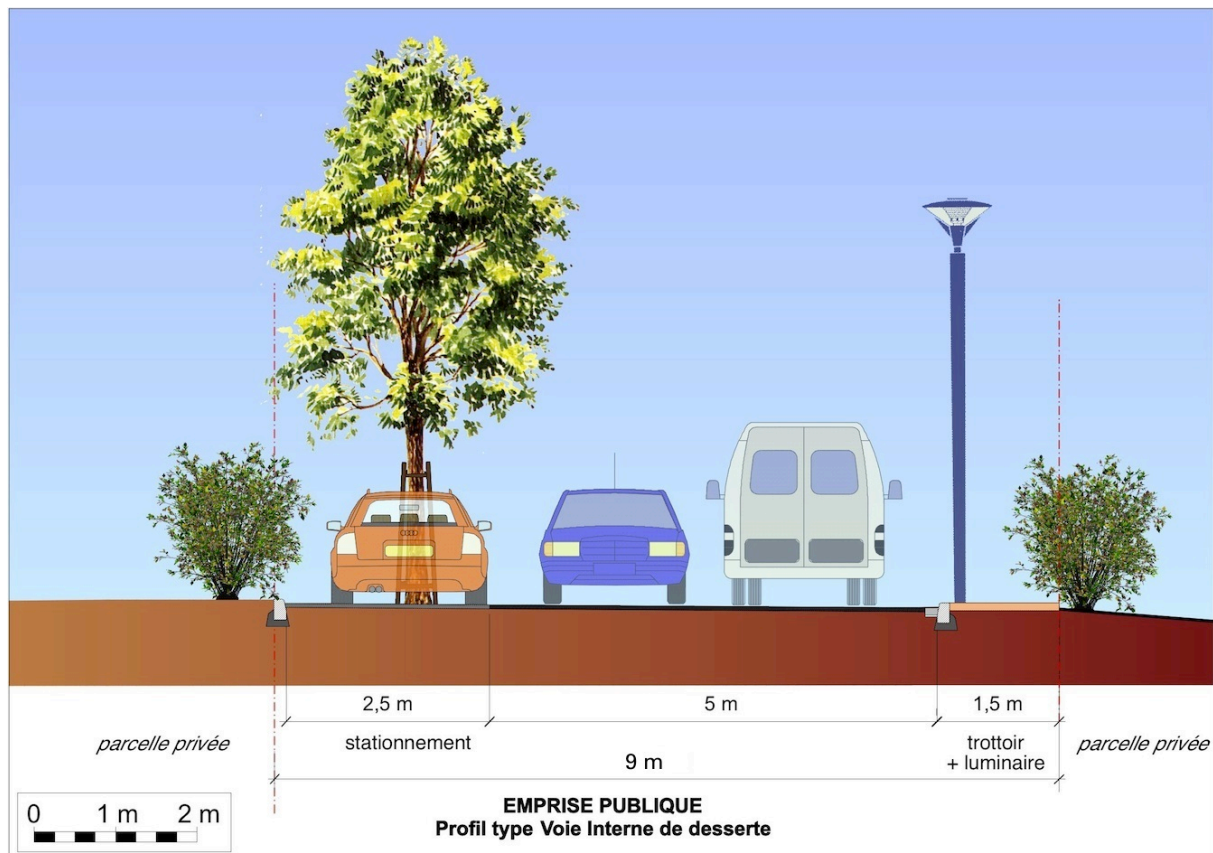 2,5 m
5 m
1,5 m
parcelle privée
stationnement
trottoir
+ luminaire
parcelle privée
9 m
0 1 m 2 m
EMPRISE PUBLIQUE
Profil type Voie Interne de desserte